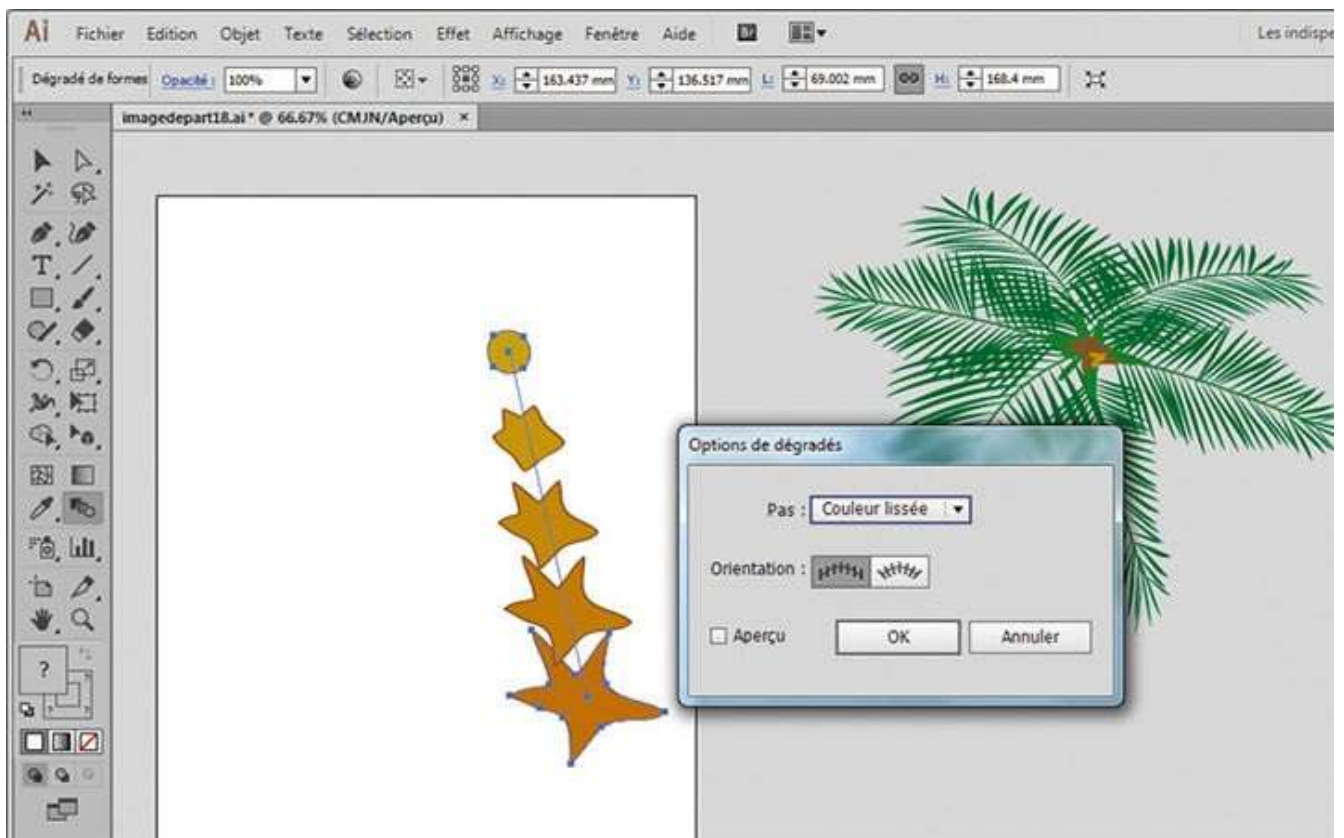 Ai Fichier Edition Objet Texte Sélection Effet Affichage Fenêtre Aide Br Les indispe
Dégradé de formes Opacité : 100% X: 163.437 mm Y: 136.517 mm L: 69.002 mm H: 168.4 mm
imagedepart18.ai* @ 66.67% (CMJN/Aperçu) ×
T
Options de dégradés
Pas : Couleur lissée
Orientation :
Aperçu OK Annuler
?